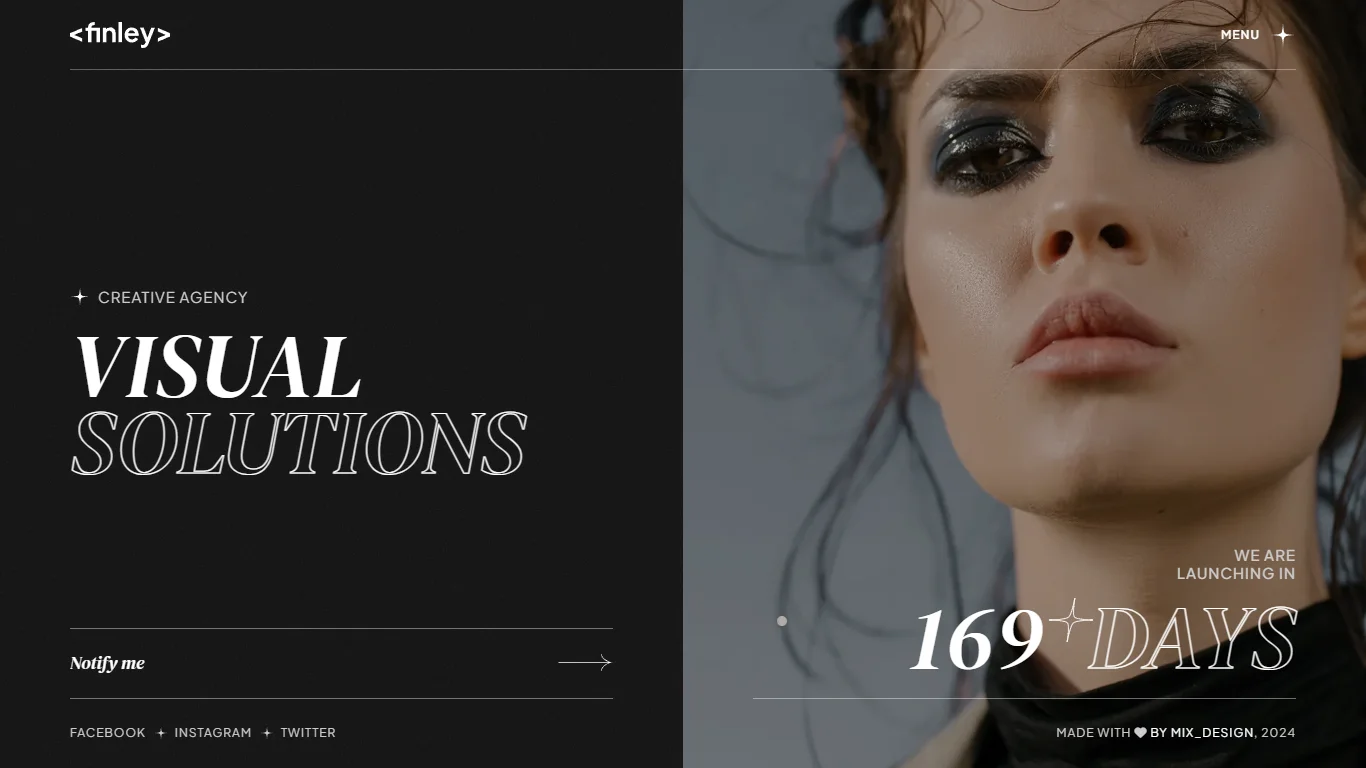 <finley>
MENU
CREATIVE AGENCY
VISUAL
SOLUTIONS
Notify me
FACEBOOK INSTAGRAM TWITTER
WE ARE
LAUNCHING IN
169 DAYS
MADE WITH BY MIX_DESIGN, 2024